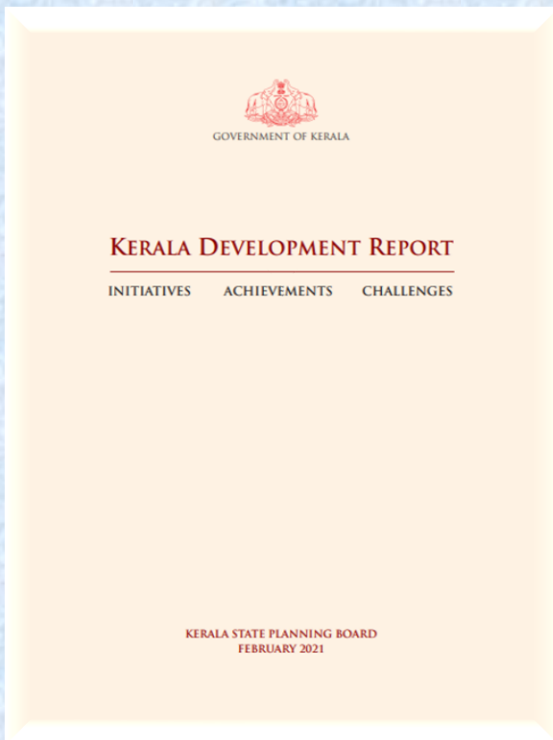 GOVERNMENT OF KERALA
KERALA DEVELOPMENT REPORT
INITIATIVES ACHIEVEMENTS CHALLENGES
KERALA STATE PLANNING BOARD
FEBRUARY 2021